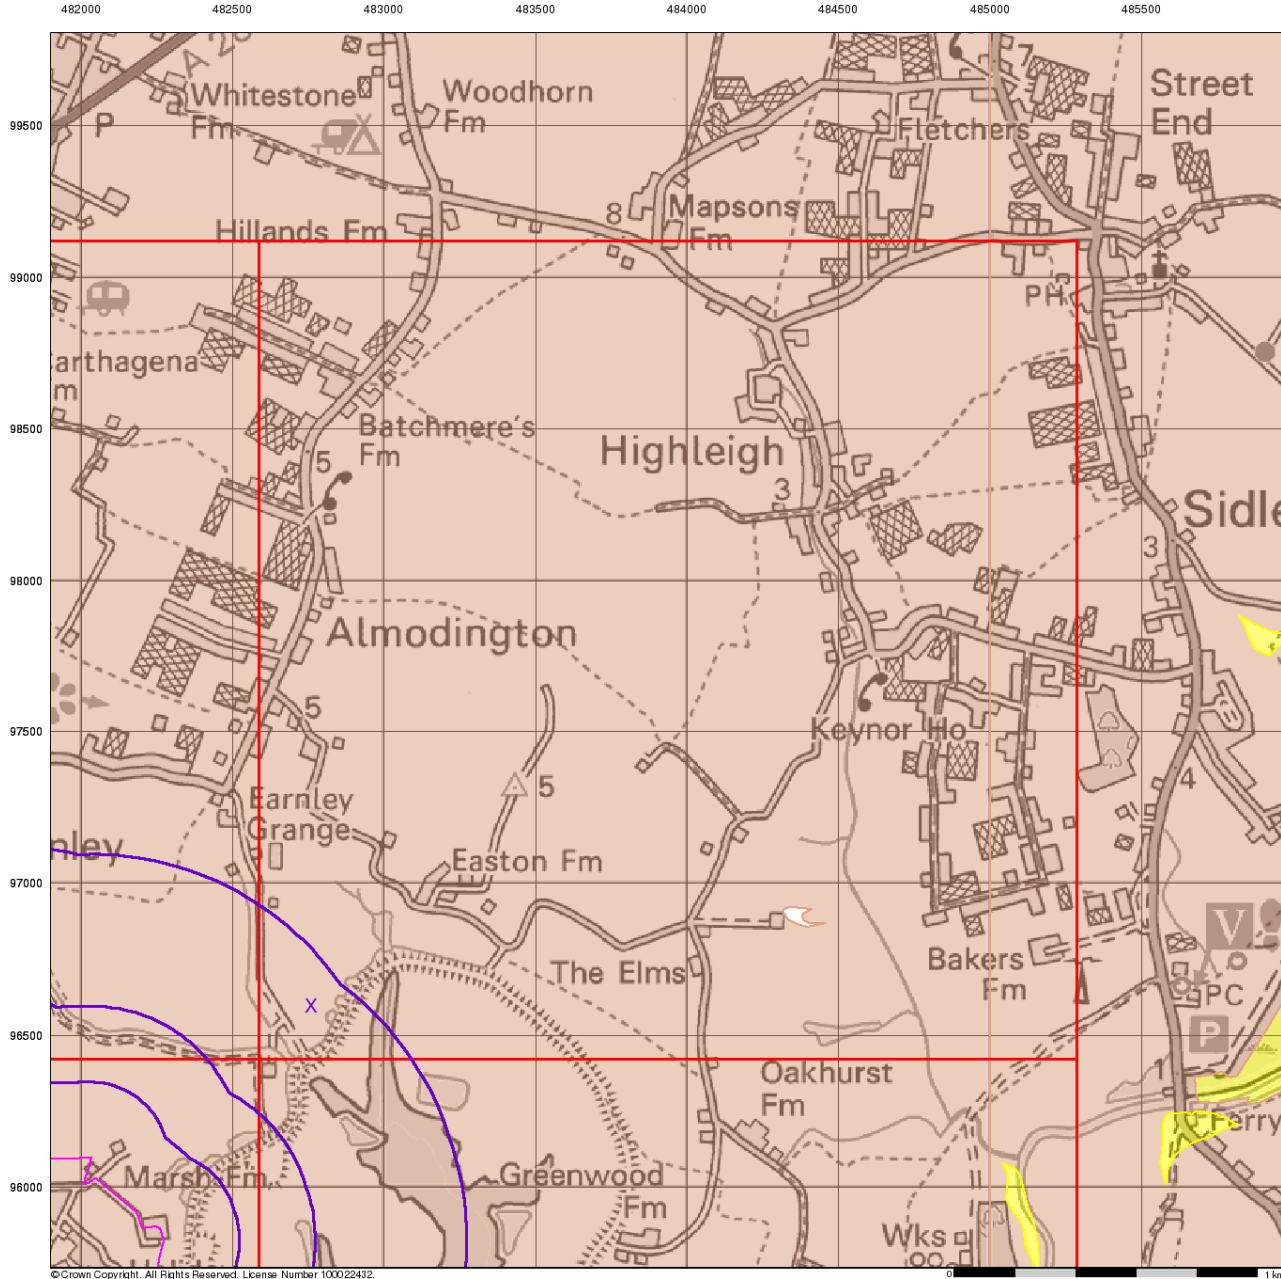 482000 482500 483000 483500 484000 484500 485000 485500
99500
99000
98500
98000
97500
97000
96500
96000
Whitestone
Fm
P
Woodhorn
Fm
7
Street
End
Fletchers
8
Mapsons
Fm
Hillands Fm
PH
arthagena
m
Batchmere's
Fm
5
Highleigh
3
Sidle
3
Almodington
5
Keynor Ho
5
4
Earnley
Grange
nley
Easton Fm
V
The Elms
Bakers
Fm
PC
X
P
Oakhurst
Fm
1
Ferry
Marsh Fm
Greenwood
Fm
Wks
© Crown Copyright. All Rights Reserved. License Number 100022432.
0 1 km